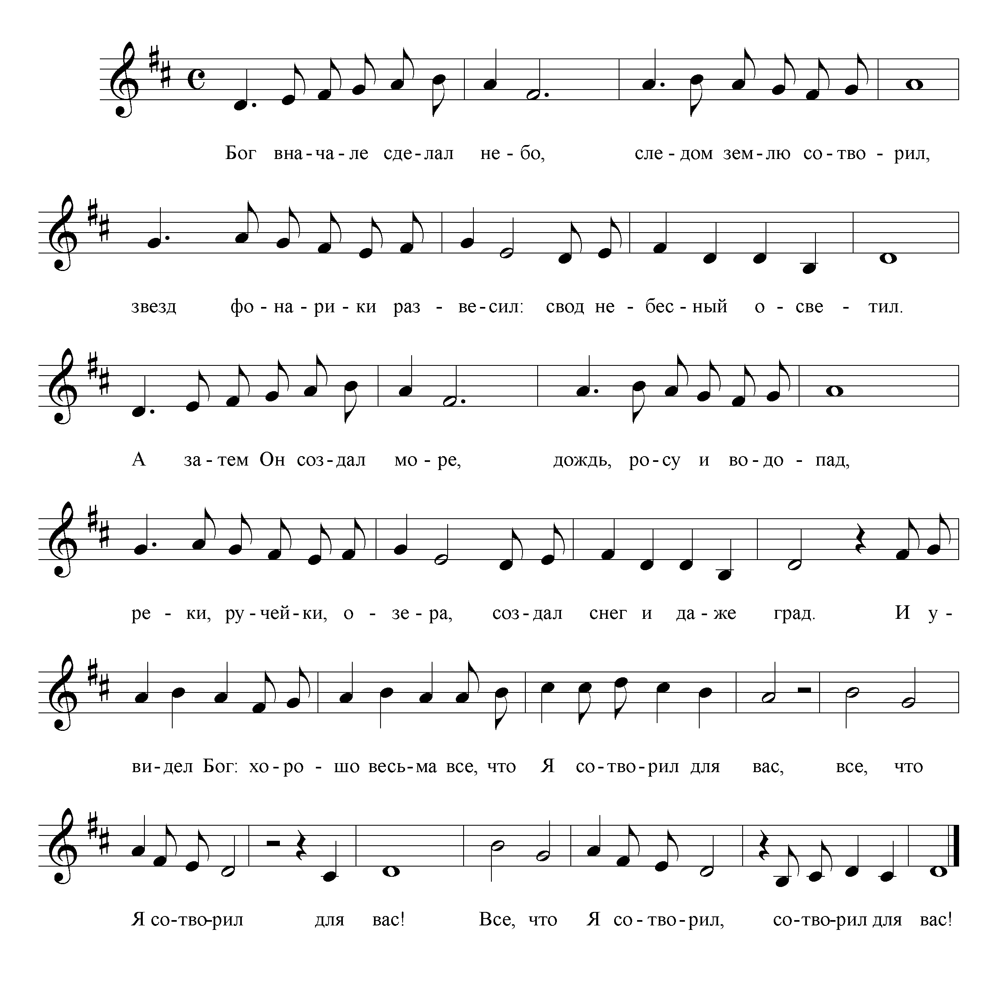 Бог вна-ча-ле сде-лал не-бо, сле-дом зем-лю со-тво-рил,
звезд фо-на-ри-ки раз-ве-сил: свод не-бес-ный о-све-тил.
А за-тем Он соз-дал мо-ре, дождь, ро-су и во-до-пад,
ре-ки, ру-чей-ки, о-зе-ра, соз-дал снег и да-же град. И у-
ви-дел Бог: хо-ро-шо весь-ма все, что Я со-тво-рил для вас, все, что
Я со-тво-рил для вас! Все, что Я со-тво-рил, со-тво-рил для вас!